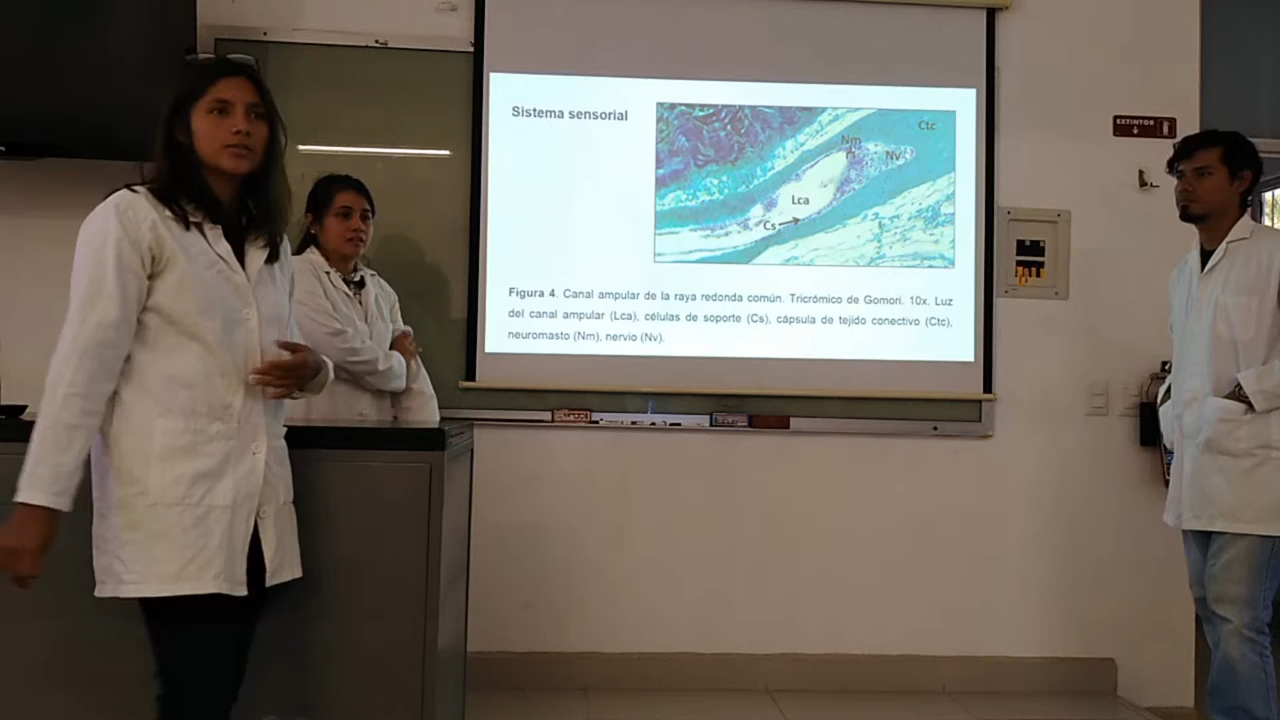 Sistema sensorial
Ctc
Nm
Nv
Lca
Cs
Figura 4. Canal ampular de la raya redonda común. Tricrómico de Gomori. 10x. Luz
del canal ampular (Lca), células de soporte (Cs), cápsula de tejido conectivo (Ctc),
neuromasto (Nm), nervio (Nv).
EXTINTOR